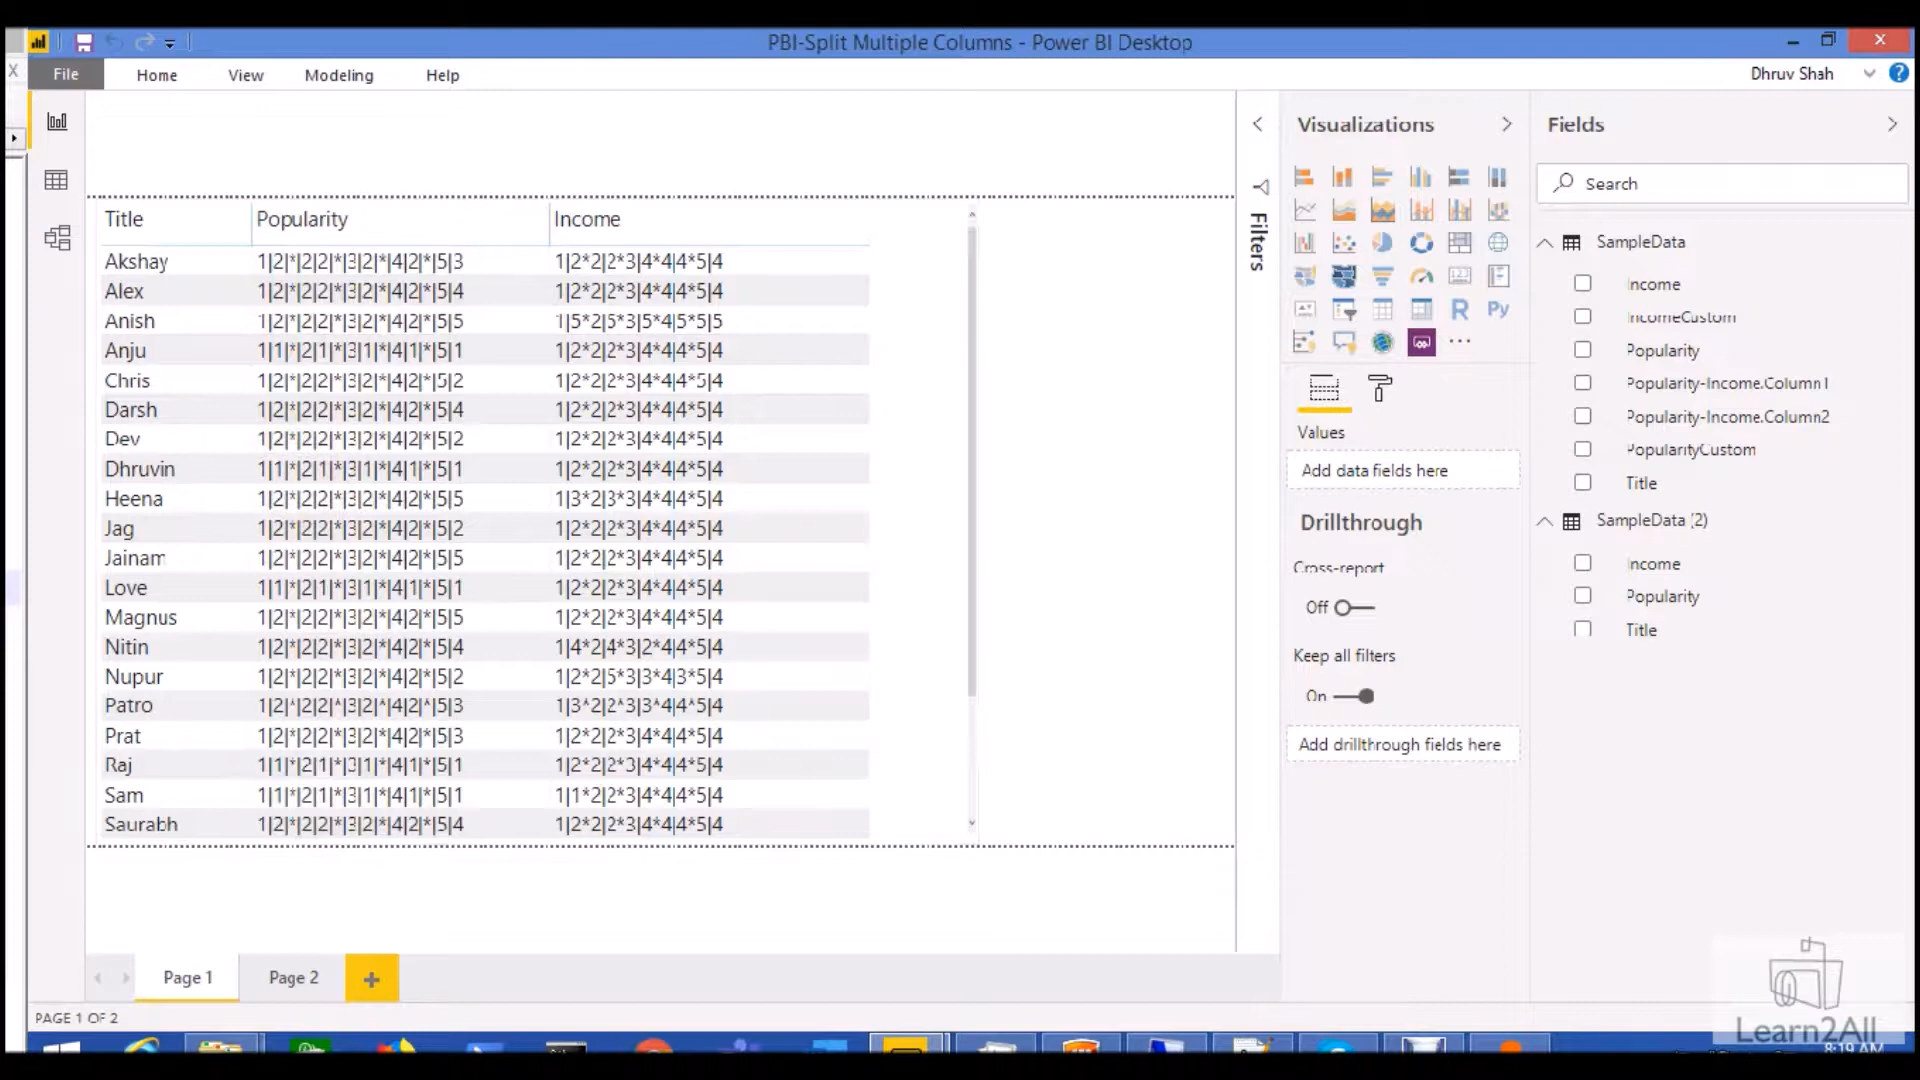 PBI-Split Multiple Columns - Power BI Desktop
File Home View Modeling Help
Dhruv Shah
Title Popularity Income
Akshay 1|2|*|2|2|*|3|2|*|4|2|*|5|3 1|2*2|2*3|4*4|4*5|4
Alex 1|2|*|2|2|*|3|2|*|4|2|*|5|4 1|2*2|2*3|4*4|4*5|4
Anish 1|2|*|2|2|*|3|2|*|4|2|*|5|5 1|5*2|5*3|5*4|5*5|5
Anju 1|1|*|2|1|*|3|1|*|4|1|*|5|1 1|2*2|2*3|4*4|4*5|4
Chris 1|2|*|2|2|*|3|2|*|4|2|*|5|2 1|2*2|2*3|4*4|4*5|4
Darsh 1|2|*|2|2|*|3|2|*|4|2|*|5|4 1|2*2|2*3|4*4|4*5|4
Dev 1|2|*|2|2|*|3|2|*|4|2|*|5|2 1|2*2|2*3|4*4|4*5|4
Dhruvin 1|1|*|2|1|*|3|1|*|4|1|*|5|1 1|2*2|2*3|4*4|4*5|4
Heena 1|2|*|2|2|*|3|2|*|4|2|*|5|5 1|3*2|3*3|4*4|4*5|4
Jag 1|2|*|2|2|*|3|2|*|4|2|*|5|2 1|2*2|2*3|4*4|4*5|4
Jainam 1|2|*|2|2|*|3|2|*|4|2|*|5|5 1|2*2|2*3|4*4|4*5|4
Love 1|1|*|2|1|*|3|1|*|4|1|*|5|1 1|2*2|2*3|4*4|4*5|4
Magnus 1|2|*|2|2|*|3|2|*|4|2|*|5|5 1|2*2|2*3|4*4|4*5|4
Nitin 1|2|*|2|2|*|3|2|*|4|2|*|5|4 1|4*2|4*3|2*4|4*5|4
Nupur 1|2|*|2|2|*|3|2|*|4|2|*|5|2 1|2*2|5*3|3*4|3*5|4
Patro 1|2|*|2|2|*|3|2|*|4|2|*|5|3 1|3*2|2*3|3*4|4*5|4
Prat 1|2|*|2|2|*|3|2|*|4|2|*|5|3 1|2*2|2*3|4*4|4*5|4
Raj 1|1|*|2|1|*|3|1|*|4|1|*|5|1 1|2*2|2*3|4*4|4*5|4
Sam 1|1|*|2|1|*|3|1|*|4|1|*|5|1 1|1*2|2*3|4*4|4*5|4
Saurabh 1|2|*|2|2|*|3|2|*|4|2|*|5|4 1|2*2|2*3|4*4|4*5|4
Page 1 Page 2
PAGE 1 OF 2
Filters
Visualizations
R Py
Values
Add data fields here
Drillthrough
Cross-report
Off
Keep all filters
On
Add drillthrough fields here
Fields
Search
SampleData
Income
IncomeCustom
Popularity
Popularity-Income.Column1
Popularity-Income.Column2
PopularityCustom
Title
SampleData (2)
Income
Popularity
Title
Learn2All
8:19 AM